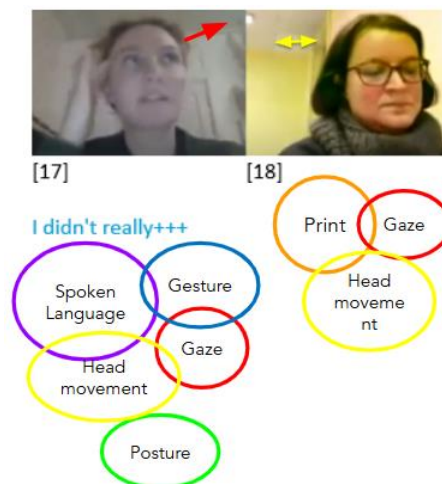 [17]
[18]
I didn't really+++
Spoken
Language
Gesture
Gaze
Head
movement
Posture
Print
Gaze
Head
moveme
nt